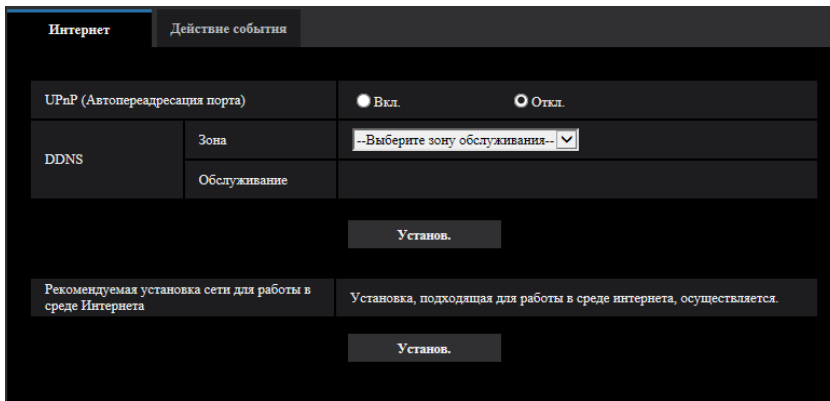 Интернет
Действие события
UPnP (Автопереадресация порта)
Вкл.
Откл.
DDNS
Зона
--Выберите зону обслуживания--
Обслуживание
Установ.
Рекомендуемая установка сети для работы в
среде Интернета
Установка, подходящая для работы в среде интернета, осуществляется.
Установ.